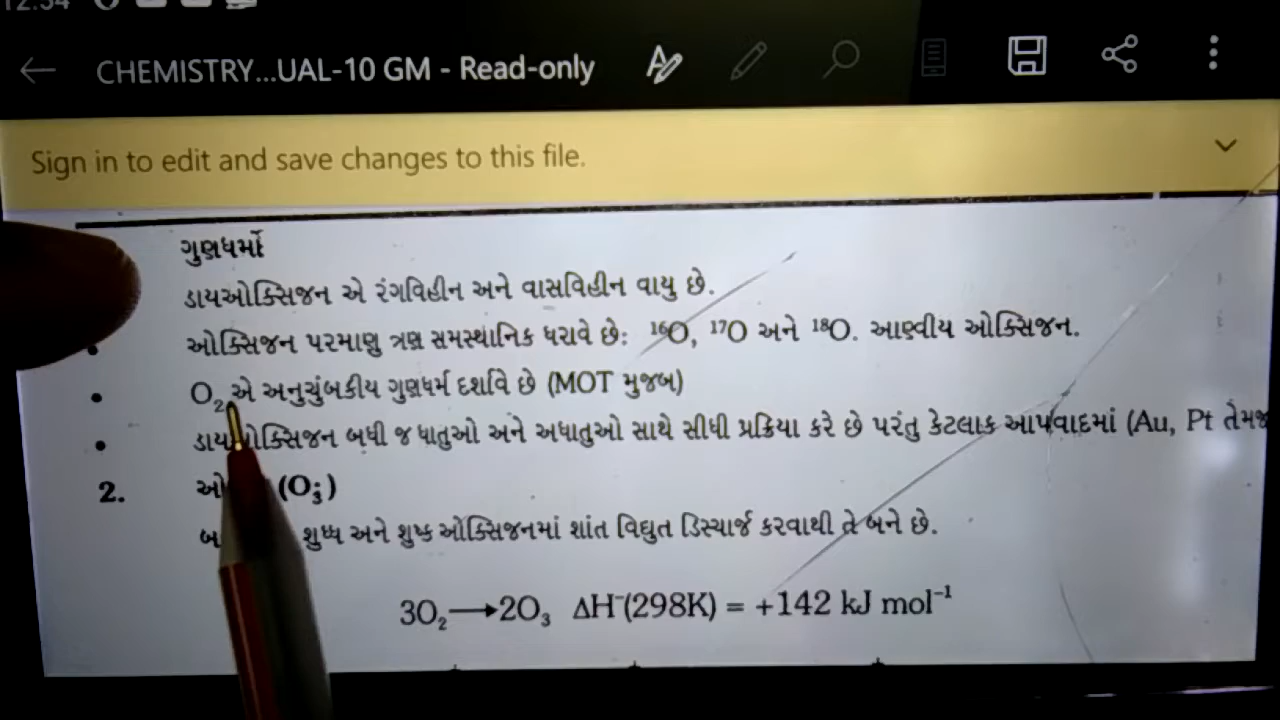 CHEMISTRY...UAL-10 GM - Read-only
Sign in to edit and save changes to this file.
ગુણધર્મો
ડાયઓક્સિજન એ રંગવિહીન અને વાસવિહીન વાયુ છે.
ઓક્સિજન પરમાણુ ત્રણ સમસ્થાનિક ધરાવે છેઃ ¹⁶O, ¹⁷O અને ¹⁸O. આણ્વીય ઓક્સિજન.
• O₂ એ અનુચુંબકીય ગુણધર્મ દર્શાવે છે (MOT મુજબ)
• ડાયઓક્સિજન બધી જ ધાતુઓ અને અધાતુઓ સાથે સીધી પ્રક્રિયા કરે છે પરંતુ કેટલાક આપવાદમાં (Au, Pt તેમજ
2. (O₃)
શુધ્ધ અને શુષ્ક ઓક્સિજનમાં શાંત વિદ્યુત ડિસ્ચાર્જ કરવાથી તે બને છે.
3O₂ ⟶ 2O₃ ΔH⁻(298K) = +142 kJ mol⁻¹